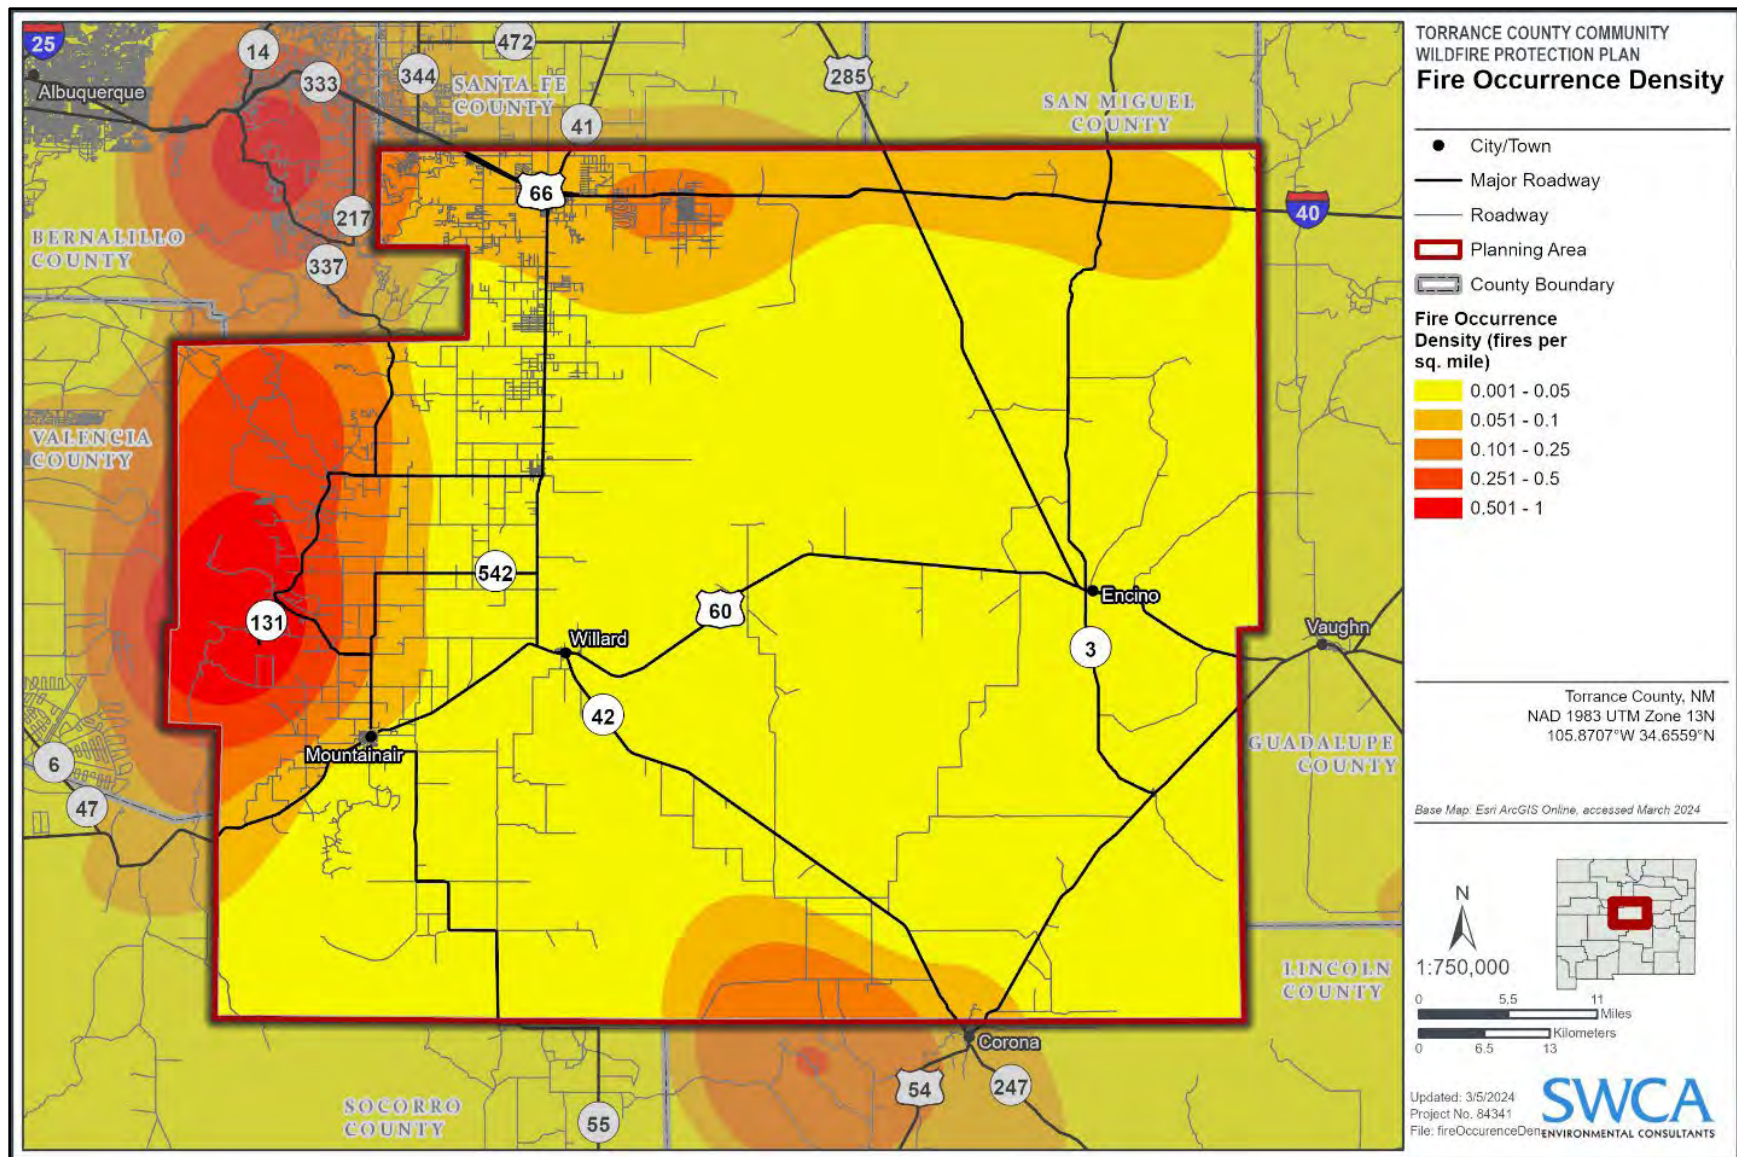 25
14
472
333
344
SANTA FE
COUNTY
285
SAN MIGUEL
COUNTY
Albuquerque
41
66
217
40
BERNALILLO
COUNTY
337
VALENCIA
COUNTY
542
60
Encino
131
Willard
3
Vaughn
42
Mountainair
GUADALUPE
COUNTY
6
47
LINCOLN
COUNTY
Corona
54
247
SOCORRO
COUNTY
55
TORRANCE COUNTY COMMUNITY
WILDFIRE PROTECTION PLAN
Fire Occurrence Density
City/Town
Major Roadway
Roadway
Planning Area
County Boundary
Fire Occurrence
Density (fires per
sq. mile)
0.001 - 0.05
0.051 - 0.1
0.101 - 0.25
0.251 - 0.5
0.501 - 1
Torrance County, NM
NAD 1983 UTM Zone 13N
105.8707°W 34.6559°N
Base Map: Esri ArcGIS Online, accessed March 2024
N
1:750,000
0 5.5 11
Miles
Kilometers
0 6.5 13
Updated: 3/5/2024
Project No. 84341
File: fireOccurenceDen
SWCA
ENVIRONMENTAL CONSULTANTS